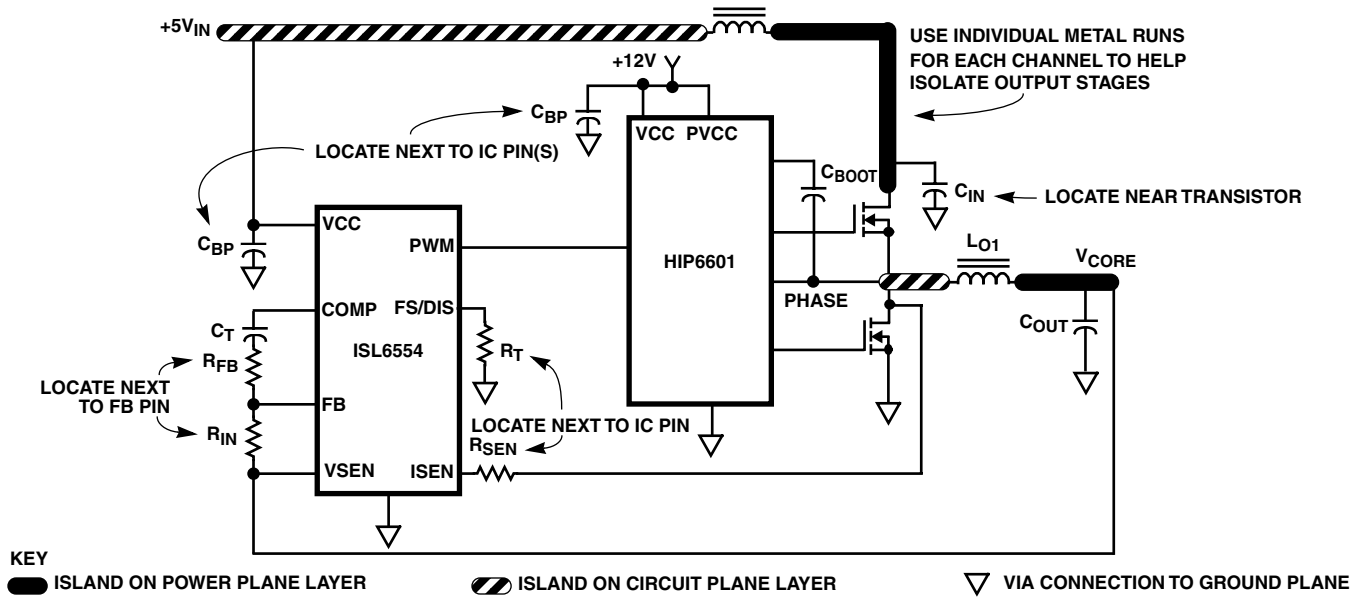 +5VIN
USE INDIVIDUAL METAL RUNS
FOR EACH CHANNEL TO HELP
ISOLATE OUTPUT STAGES
+12V
CBP
VCC PVCC
LOCATE NEXT TO IC PIN(S)
CBOOT
CIN
LOCATE NEAR TRANSISTOR
VCC
CBP
PWM
HIP6601
LO1
VCORE
PHASE
COMP
FS/DIS
CT
RFB
ISL6554
RT
COUT
LOCATE NEXT
TO FB PIN
FB
RIN
LOCATE NEXT TO IC PIN
RSEN
VSEN
ISEN
KEY
ISLAND ON POWER PLANE LAYER
ISLAND ON CIRCUIT PLANE LAYER
VIA CONNECTION TO GROUND PLANE